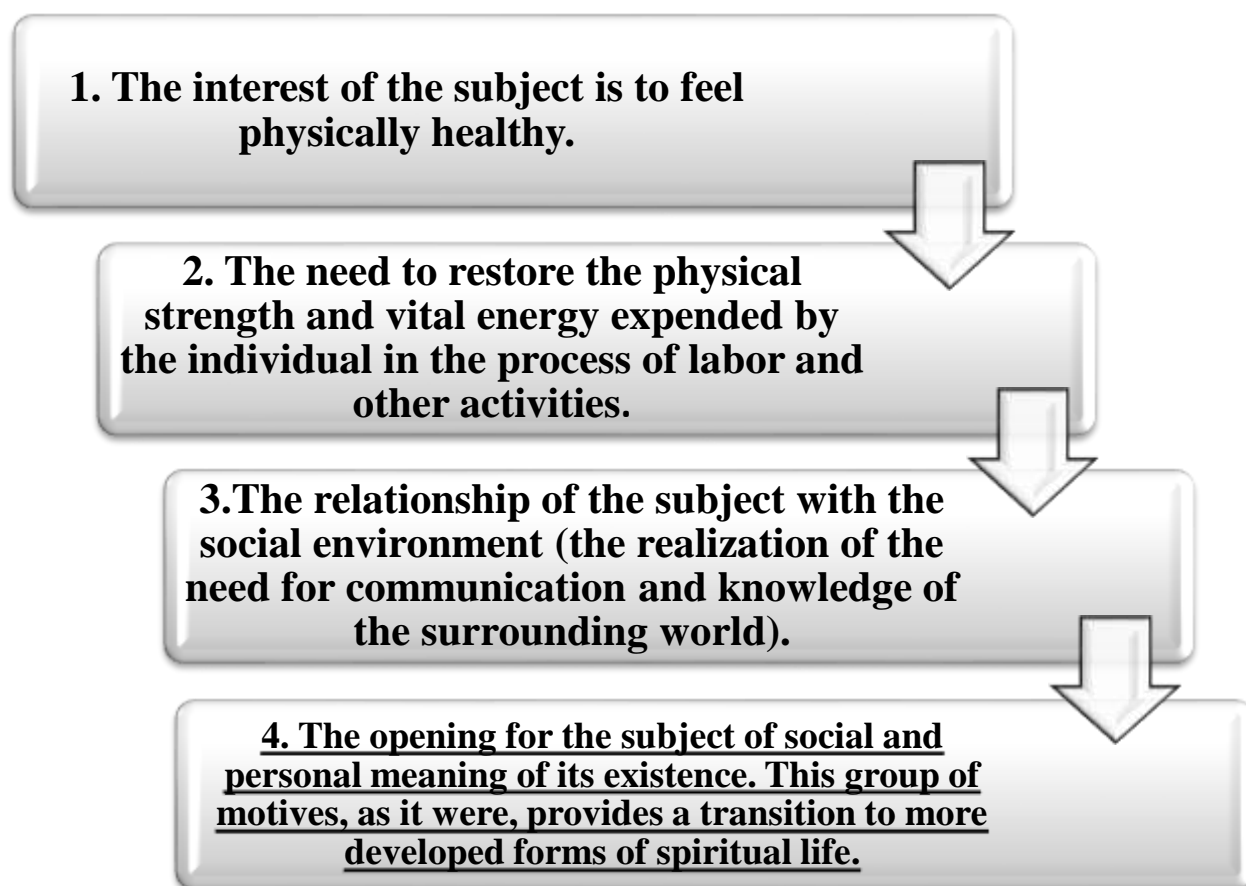 1. The interest of the subject is to feel
physically healthy.
2. The need to restore the physical
strength and vital energy expended by
the individual in the process of labor and
other activities.
3.The relationship of the subject with the
social environment (the realization of the
need for communication and knowledge of
the surrounding world).
4. The opening for the subject of social and
personal meaning of its existence. This group of
motives, as it were, provides a transition to more
developed forms of spiritual life.